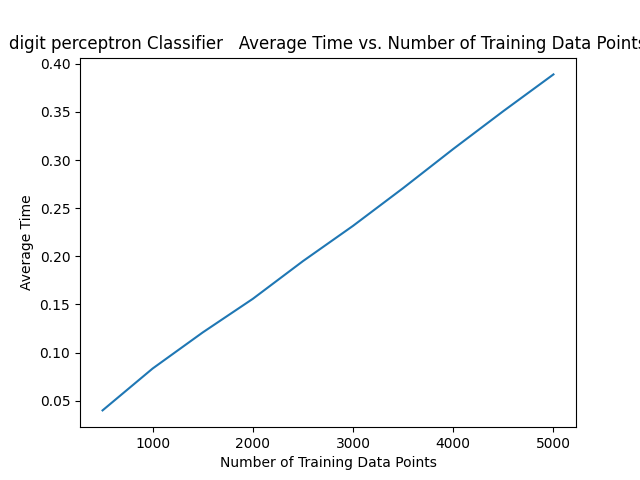 digit perceptron Classifier   Average Time vs. Number of Training Data Points
0.40
0.35
0.30
0.25
0.20
0.15
0.10
0.05
Average Time
1000 2000 3000 4000 5000
Number of Training Data Points